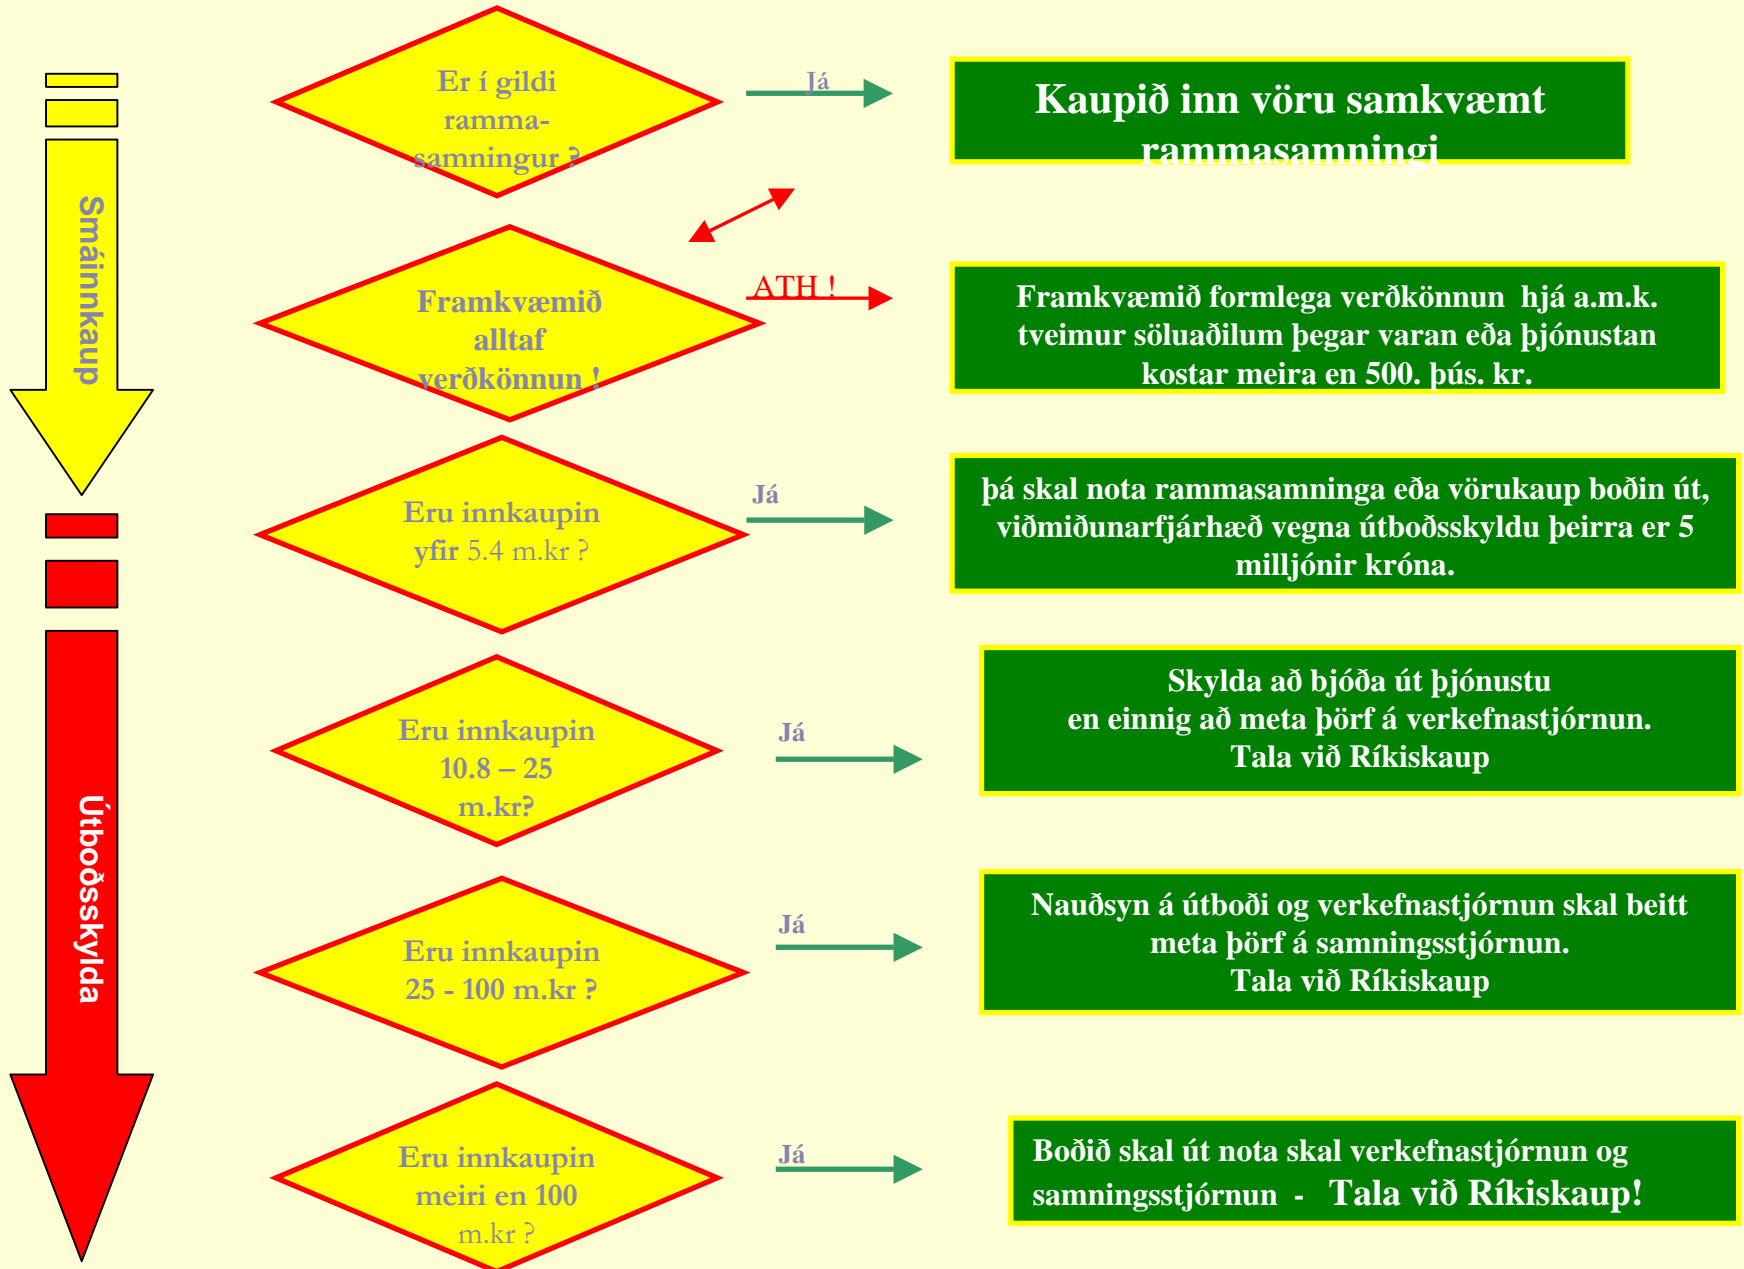 Smáinnkaup
Útboðsskylda
Er í gildi
ramma-
samningur ?
Já
Kaupið inn vöru samkvæmt
rammasamningi
Framkvæmið
alltaf
verðkönnun !
ATH !
Framkvæmið formlega verðkönnun hjá a.m.k.
tveimur söluaðilum þegar varan eða þjónustan
kostar meira en 500. þús. kr.
Eru innkaupin
yfir 5.4 m.kr ?
Já
þá skal nota rammasamninga eða vörukaup boðin út,
viðmiðunarfjárhæð vegna útboðsskyldu þeirra er 5
milljónir króna.
Eru innkaupin
10.8 – 25
m.kr?
Já
Skylda að bjóða út þjónustu
en einnig að meta þörf á verkefnastjórnun.
Tala við Ríkiskaup
Eru innkaupin
25 - 100 m.kr ?
Já
Nauðsyn á útboði og verkefnastjórnun skal beitt
meta þörf á samningsstjórnun.
Tala við Ríkiskaup
Eru innkaupin
meiri en 100
m.kr ?
Já
Boðið skal út nota skal verkefnastjórnun og
samningsstjórnun - Tala við Ríkiskaup!